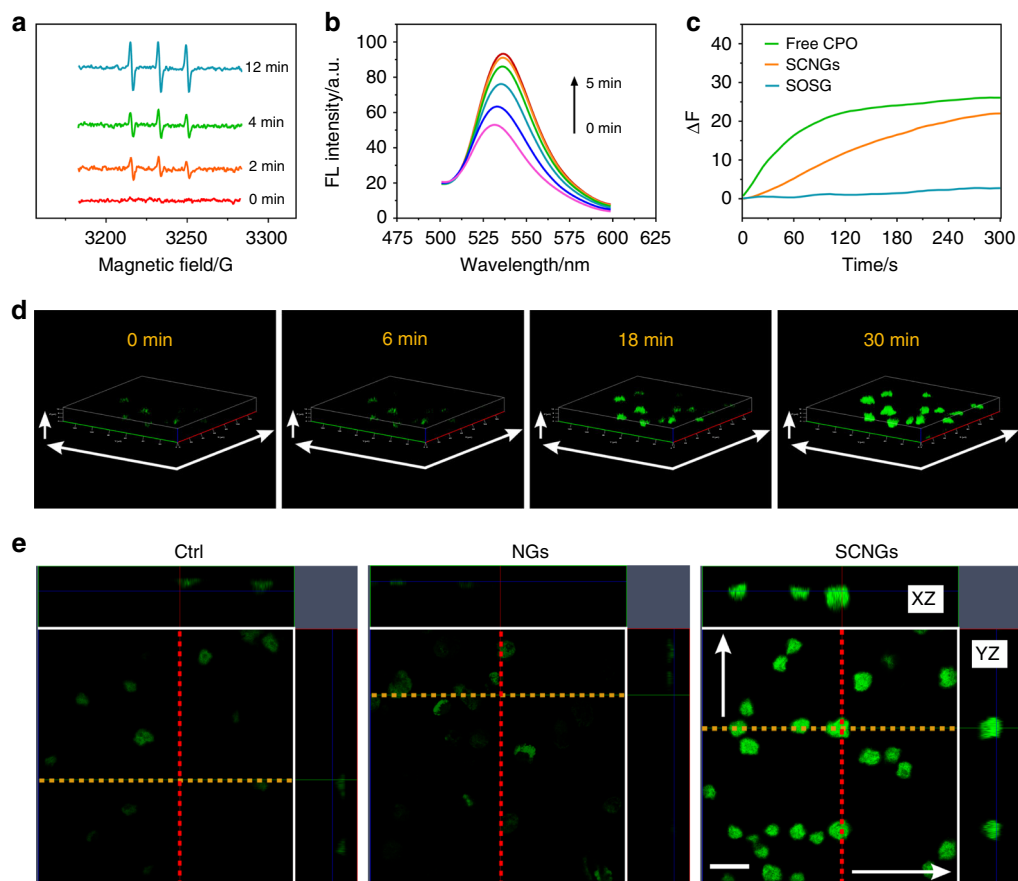 a
12 min
4 min
2 min
0 min
3200 3250 3300
Magnetic field/G
b
FL intensity/a.u.
100
80
60
40
20
0
5 min
0 min
475 500 525 550 575 600 625
Wavelength/nm
c
ΔF
40
30
20
10
0
Free CPO
SCNGs
SOSG
0 60 120 180 240 300
Time/s
d
0 min 6 min 18 min 30 min
e
Ctrl NGs SCNGs
XZ
YZ